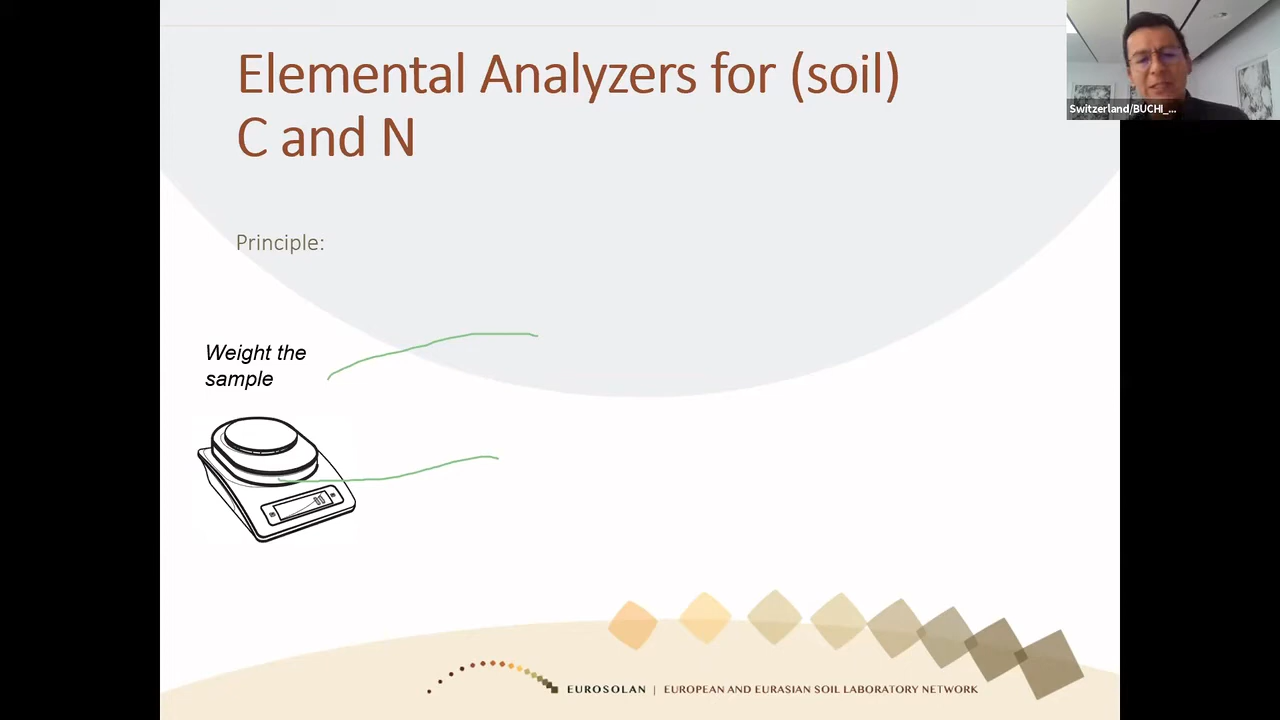 Elemental Analyzers for (soil)
C and N
Switzerland/BUCHI_...
Principle:
Weight the
sample
EUROSOLAN | EUROPEAN AND EURASIAN SOIL LABORATORY NETWORK